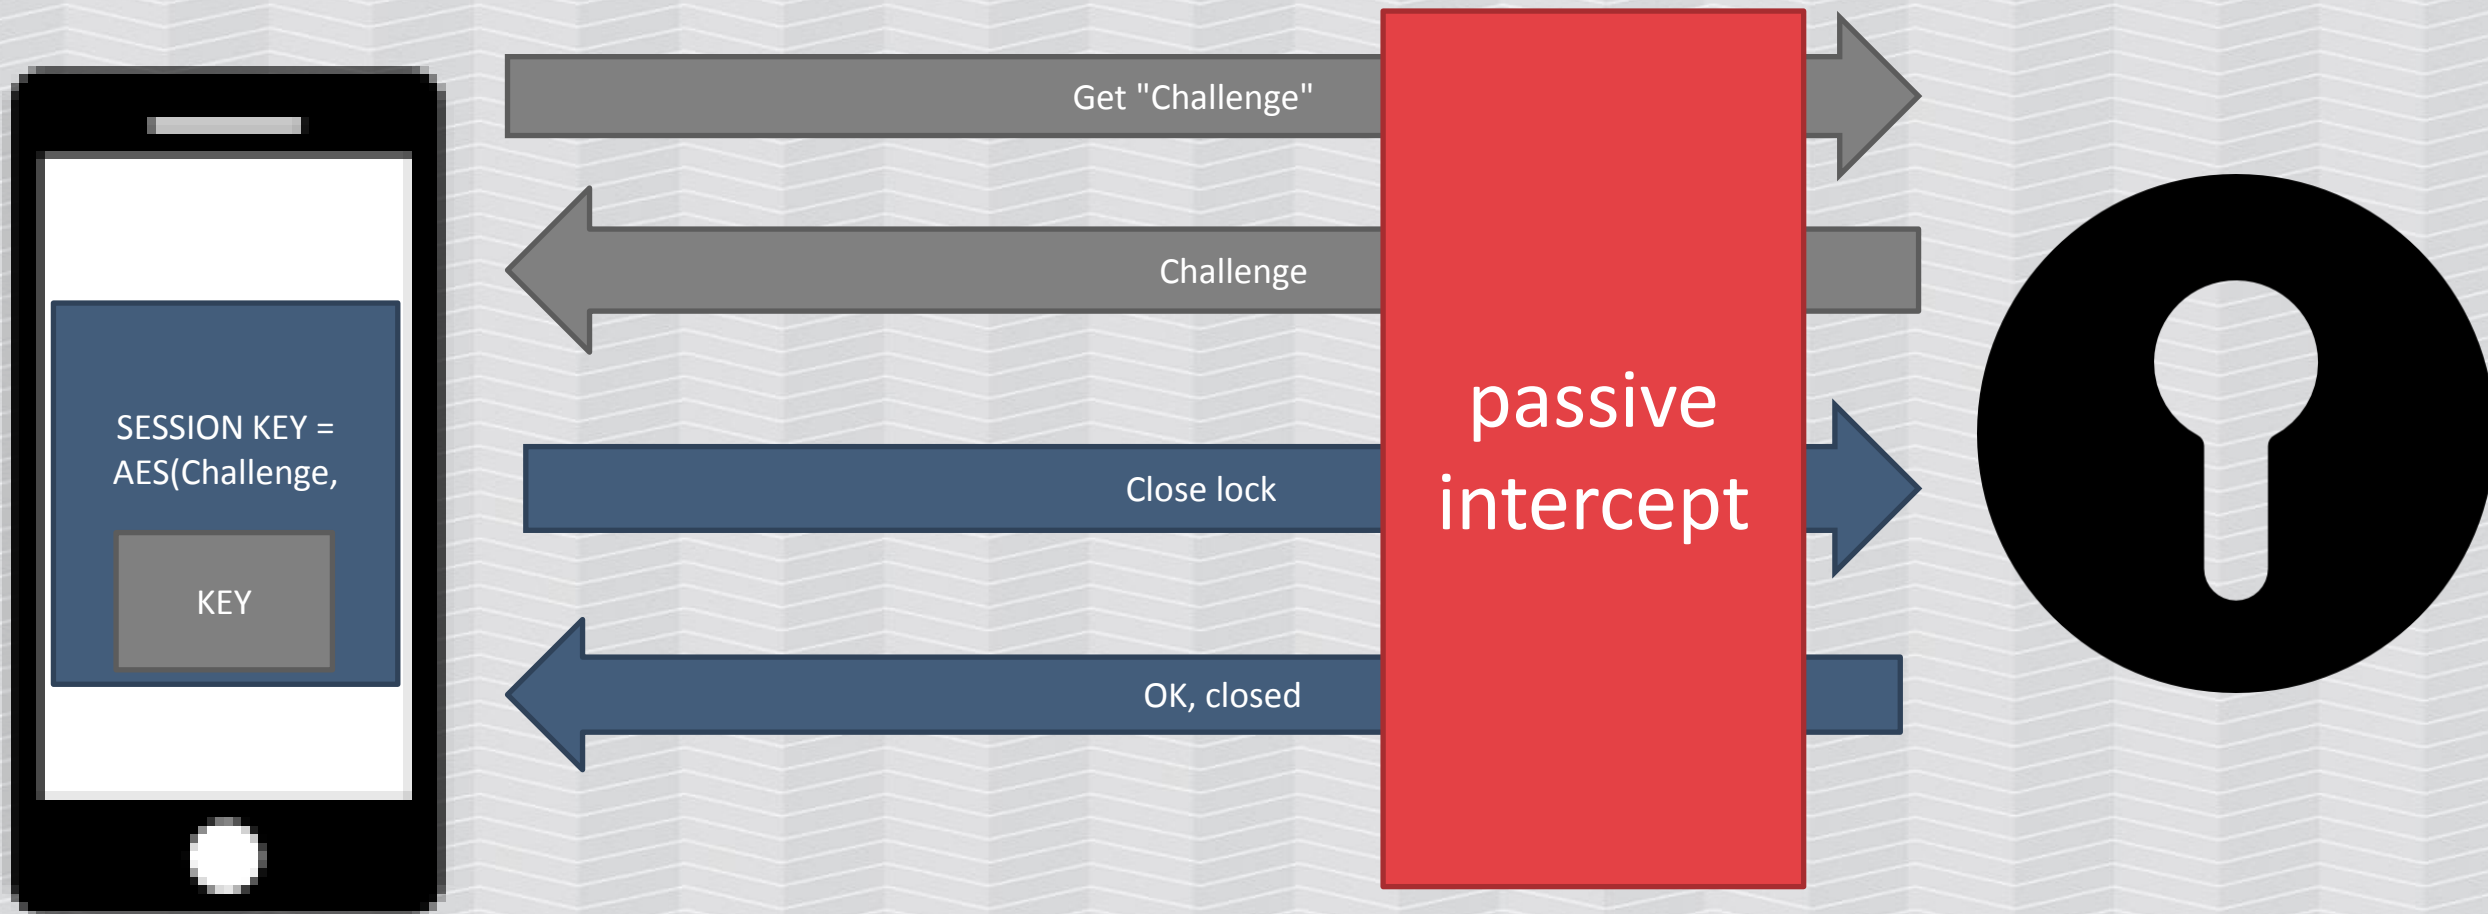 Get "Challenge"
Challenge
SESSION KEY =
AES(Challenge,
KEY
Close lock
OK, closed
passive
intercept